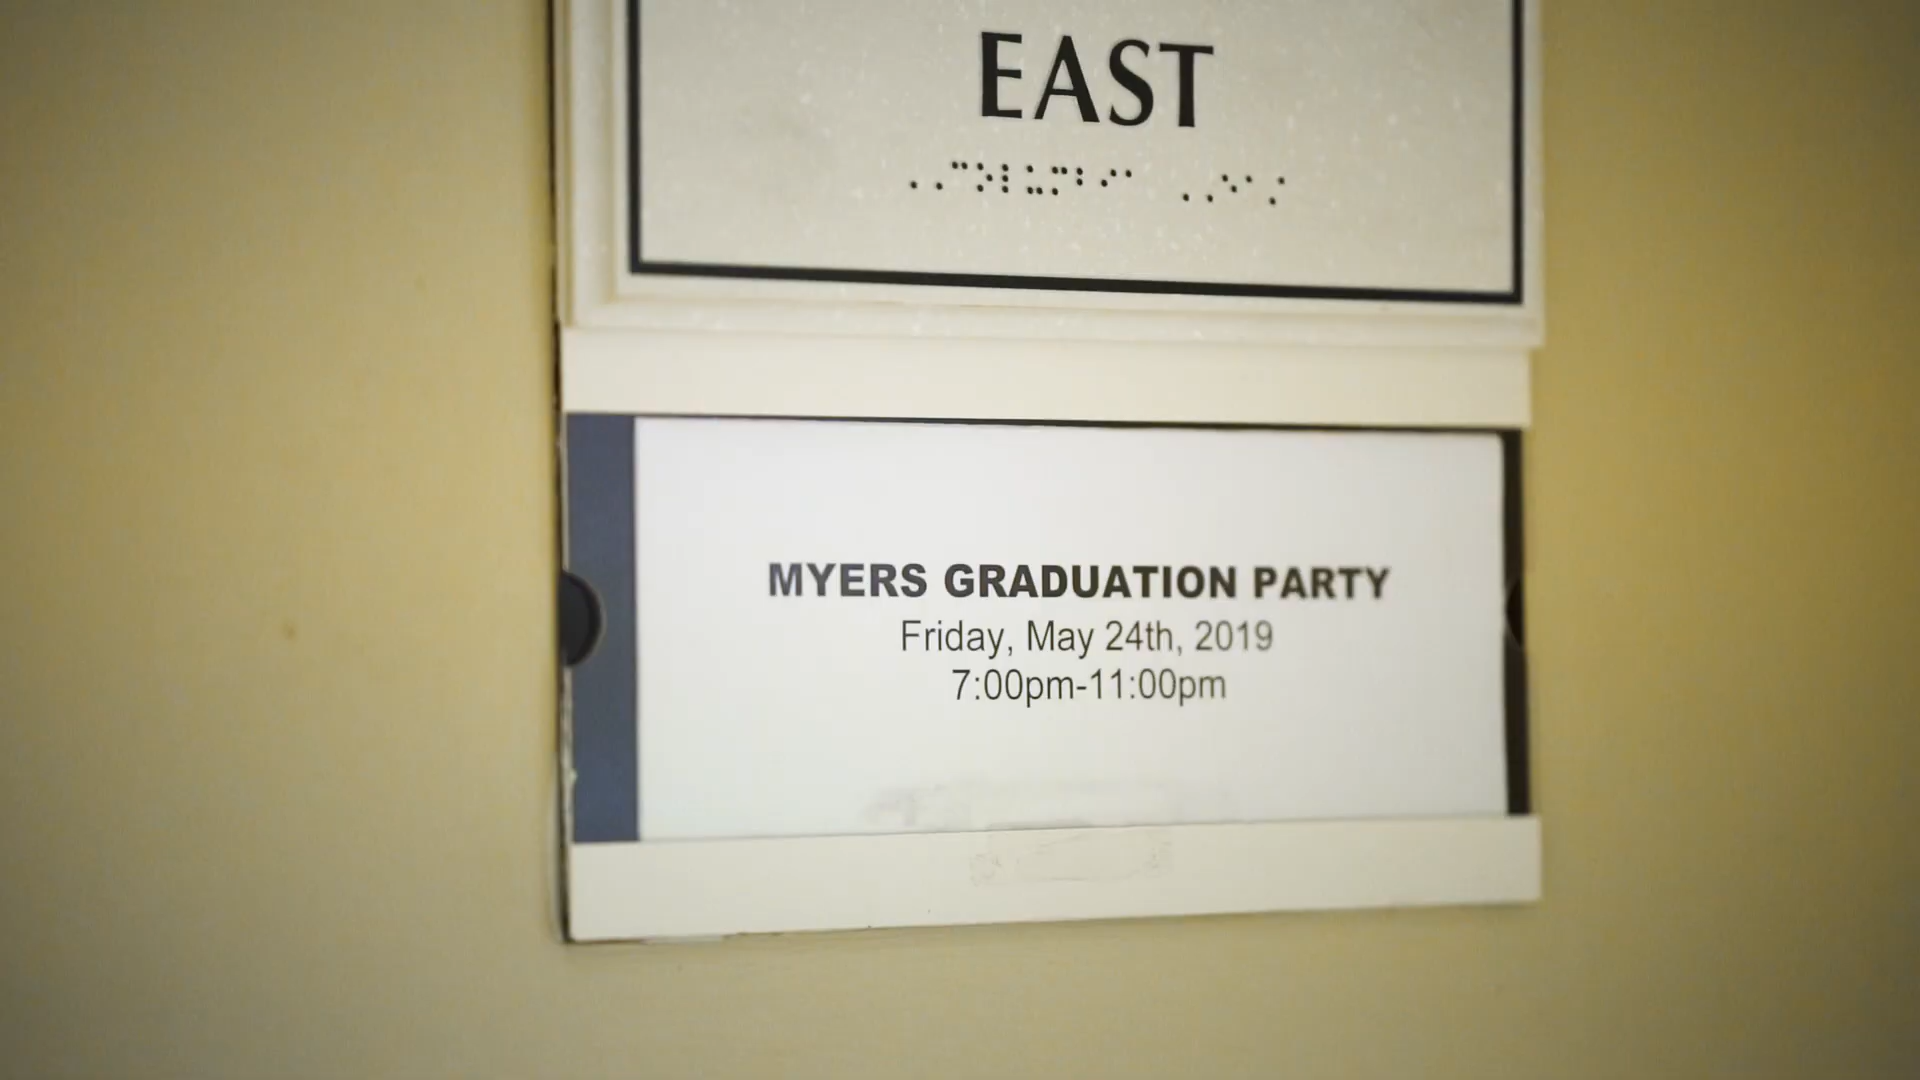 EAST
⠠⠠⠉⠕⠇⠥⠍⠃⠊⠁
MYERS GRADUATION PARTY
Friday, May 24th, 2019
7:00pm-11:00pm